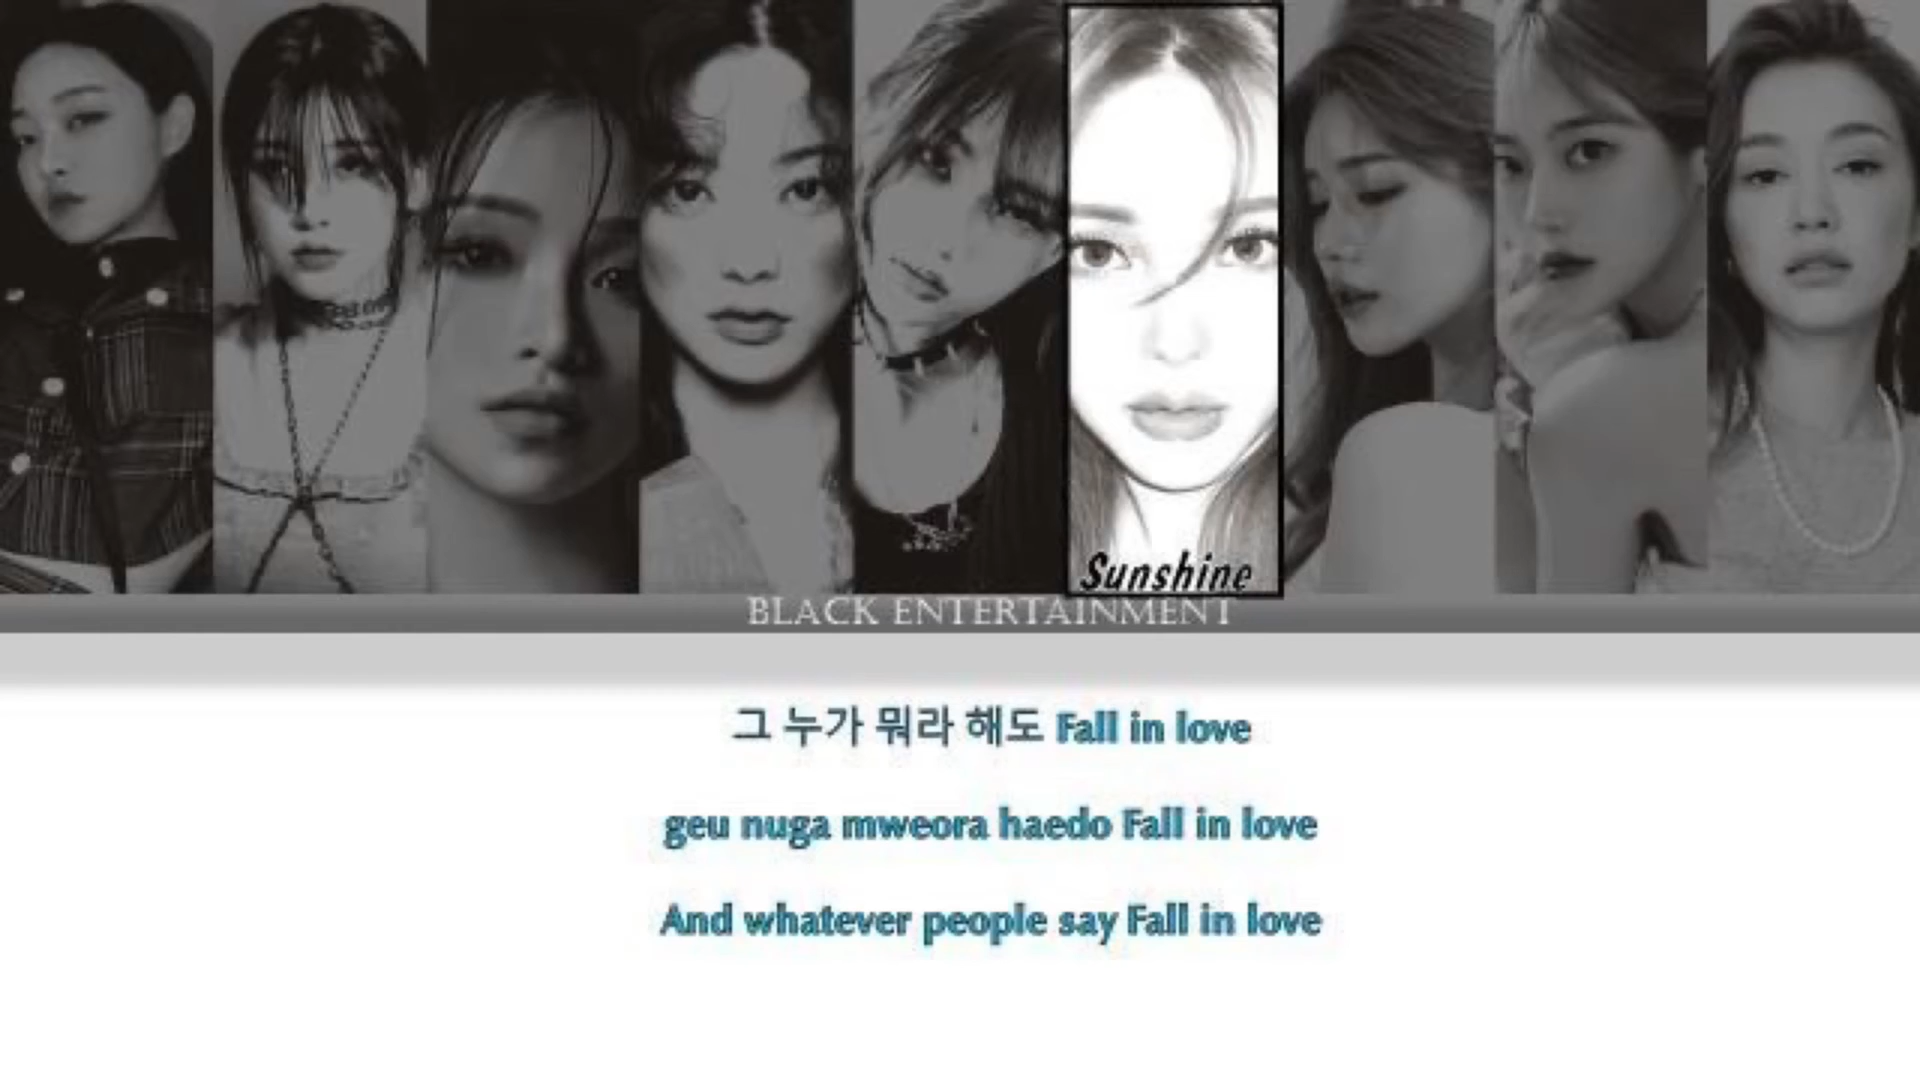 Sunshine
BLACK ENTERTAINMENT
그 누가 뭐라 해도 Fall in love
geu nuga mweora haedo Fall in love
And whatever people say Fall in love